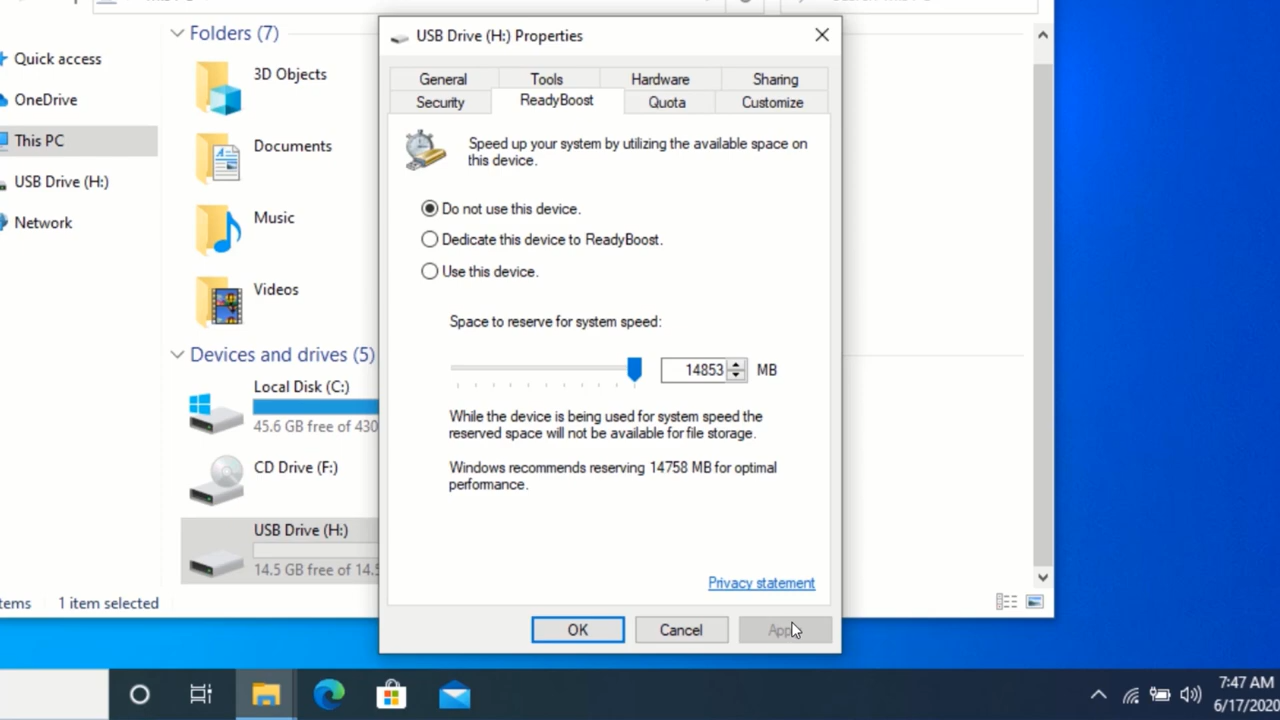 USB Drive (H:) Properties
General
Tools
Hardware
Sharing
Security
ReadyBoost
Quota
Customize
Speed up your system by utilizing the available space on
this device.
Do not use this device.
Dedicate this device to ReadyBoost.
Use this device.
Space to reserve for system speed:
14853 MB
While the device is being used for system speed the
reserved space will not be available for file storage.
Windows recommends reserving 14758 MB for optimal
performance.
Privacy statement
OK
Cancel
Quick access
OneDrive
This PC
USB Drive (H:)
Network
Folders (7)
3D Objects
Documents
Music
Videos
Devices and drives (5)
Local Disk (C:)
45.6 GB free of 430
CD Drive (F:)
USB Drive (H:)
14.5 GB free of 14.5
1 item selected
7:47 AM
6/17/2020